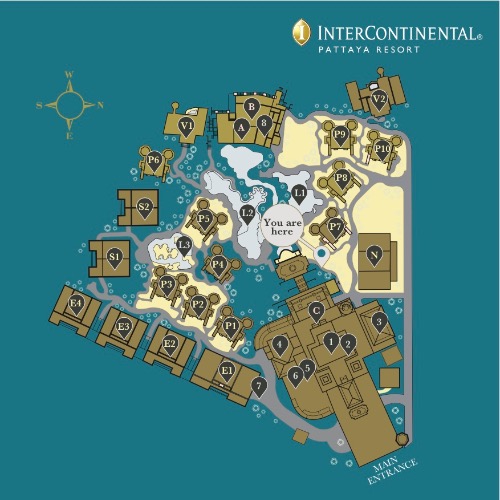 INTERCONTINENTAL®
PATTAYA RESORT
W
S
N
E
V2
B
A
8
V1
P9
P10
P6
P8
L1
S2
P5
L2
You are
here
P7
L3
S1
P4
N
P3
P2
E4
E3
P1
C
3
E2
4
1
2
E1
5
6
7
MAIN
ENTRANCE